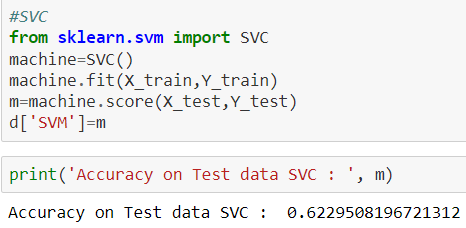 #SVC
from sklearn.svm import SVC
machine=SVC()
machine.fit(X_train,Y_train)
m=machine.score(X_test,Y_test)
d['SVM']=m
print('Accuracy on Test data SVC : ', m)
Accuracy on Test data SVC :  0.6229508196721312